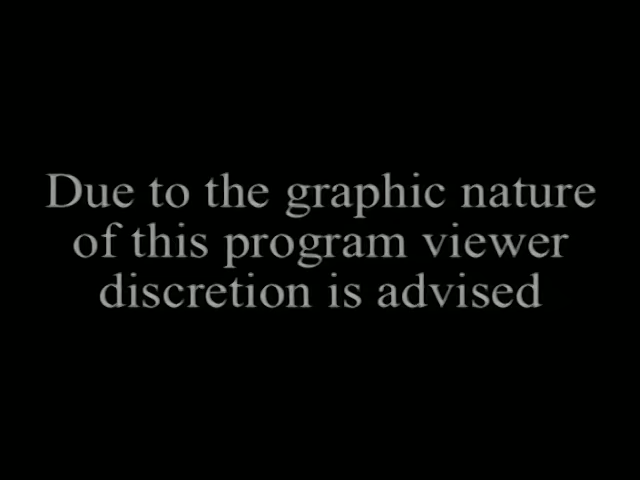 Due to the graphic nature
of this program viewer
discretion is advised